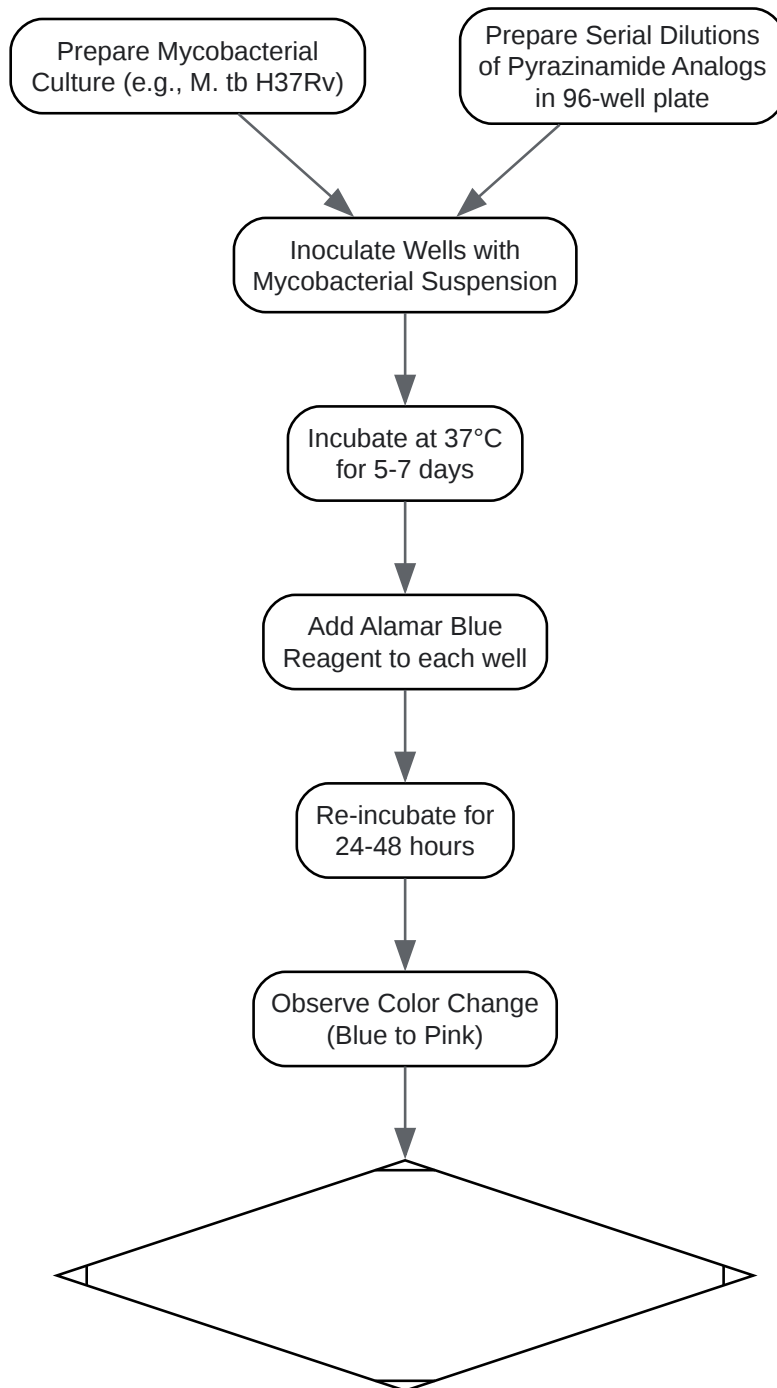 Prepare Mycobacterial
Culture (e.g., M. tb H37Rv)
Prepare Serial Dilutions
of Pyrazinamide Analogs
in 96-well plate
Inoculate Wells with
Mycobacterial Suspension
Incubate at 37°C
for 5-7 days
Add Alamar Blue
Reagent to each well
Re-incubate for
24-48 hours
Observe Color Change
(Blue to Pink)